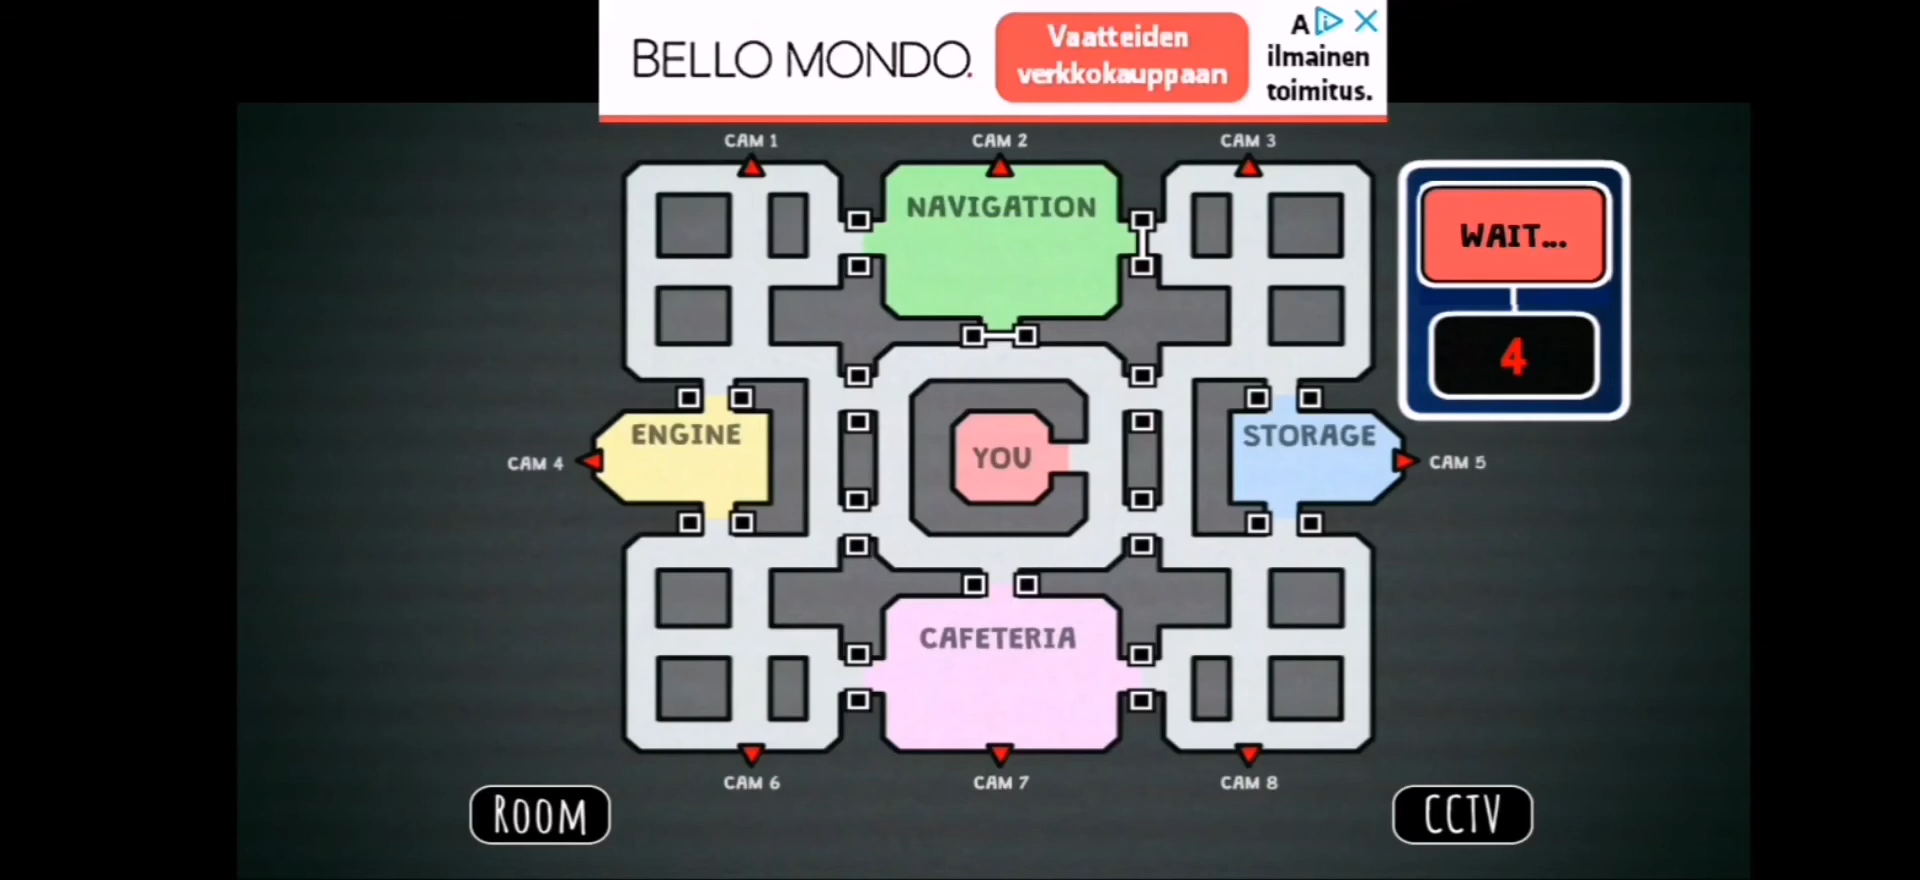 BELLO MONDO.
Vaatteiden
verkkokauppaan
A
ilmainen
toimitus.
CAM 1
CAM 2
CAM 3
NAVIGATION
WAIT...
4
ENGINE
STORAGE
YOU
CAM 4
CAM 5
CAFETERIA
CAM 6
CAM 7
CAM 8
ROOM
CCTV